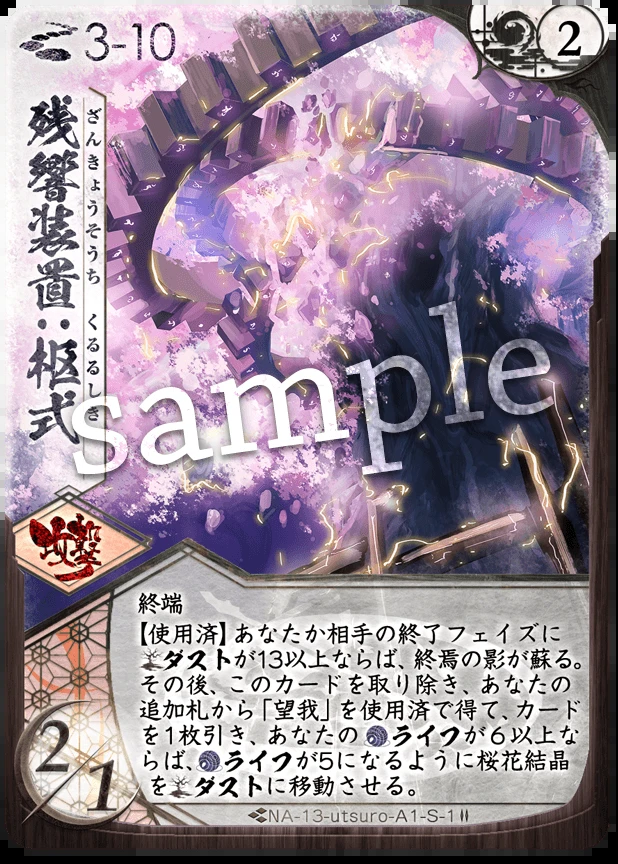 3-10
2
残響装置:枢式
ざんきょうそうち くるるしき
sample
攻撃
終端
【使用済】あなたか相手の終了フェイズに
ダストが13以上ならば、終焉の影が蘇る。
その後、このカードを取り除き、あなたの
追加札から「望我」を使用済で得て、カード
を1枚引き、あなたのライフが6以上な
らば、ライフが5になるように桜花結晶
をダストに移動させる。
2/1
NA-13-utsuro-A1-S-1